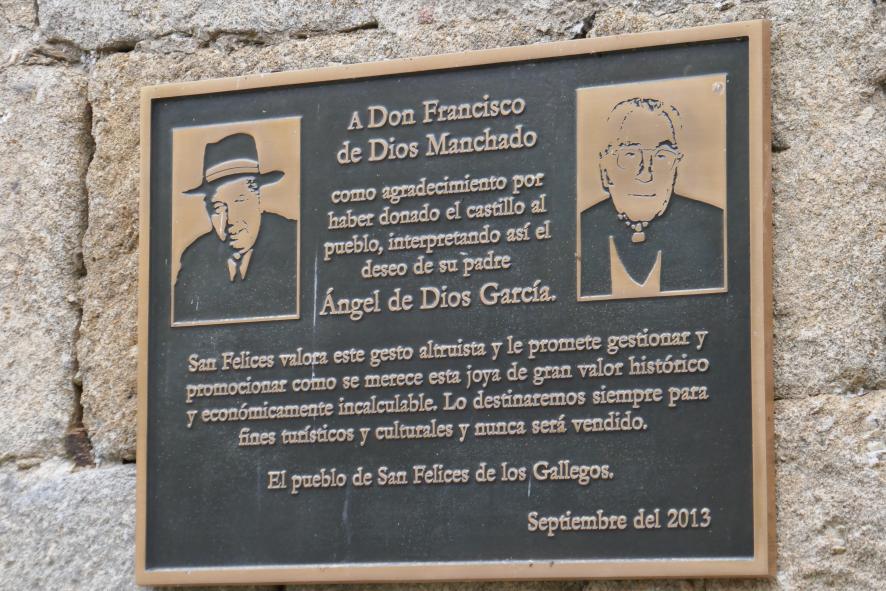 A Don Francisco
de Dios Manchado
como agradecimiento por
haber donado el castillo al
pueblo, interpretando así el
deseo de su padre
Ángel de Dios García.
San Felices valora este gesto altruista y le promete gestionar y
promocionar como se merece esta joya de gran valor histórico
y económicamente incalculable. Lo destinaremos siempre para
fines turísticos y culturales y nunca será vendido.
El pueblo de San Felices de los Gallegos.
Septiembre del 2013